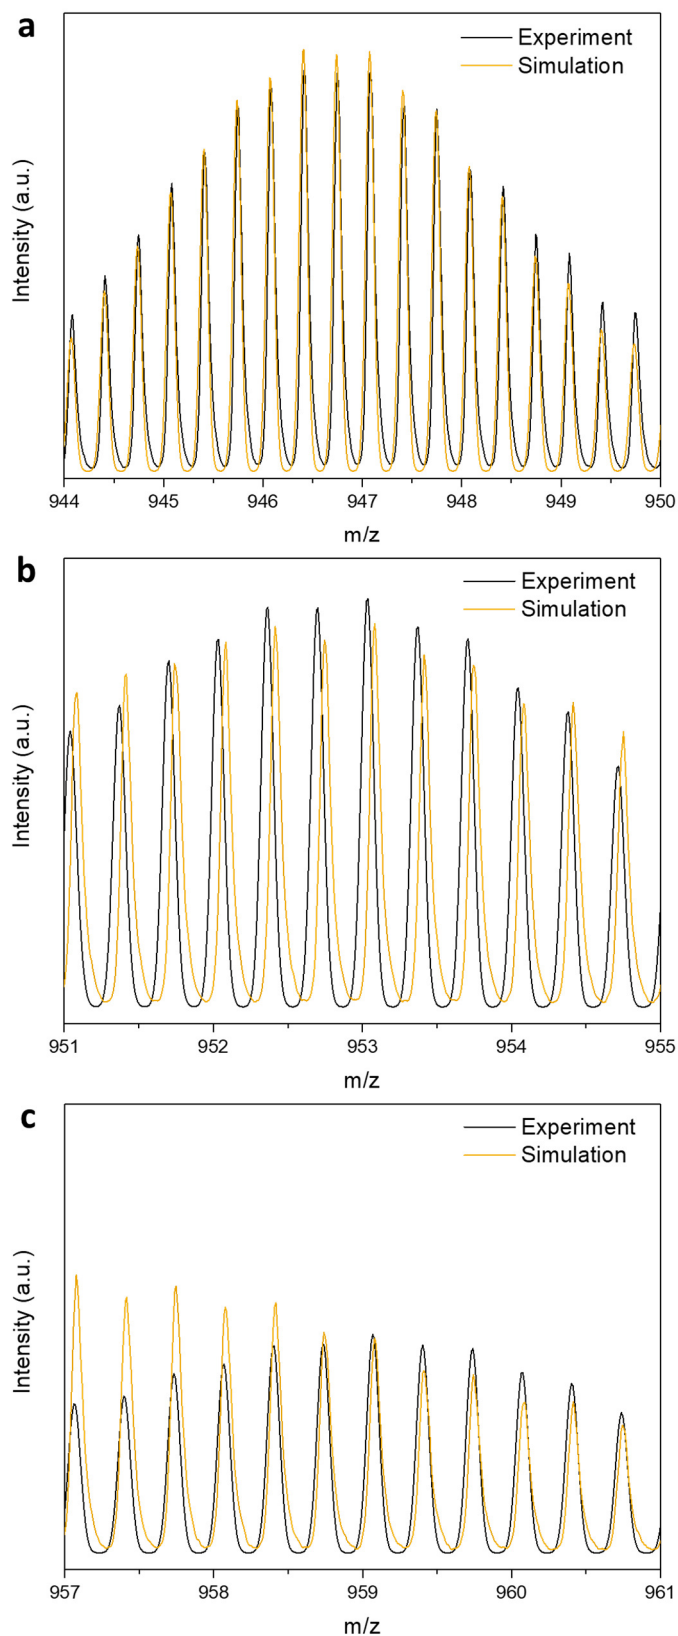 a
Experiment
Simulation
Intensity (a.u.)
944 945 946 947 948 949 950
m/z
b
Experiment
Simulation
Intensity (a.u.)
951 952 953 954 955
m/z
c
Experiment
Simulation
Intensity (a.u.)
957 958 959 960 961
m/z